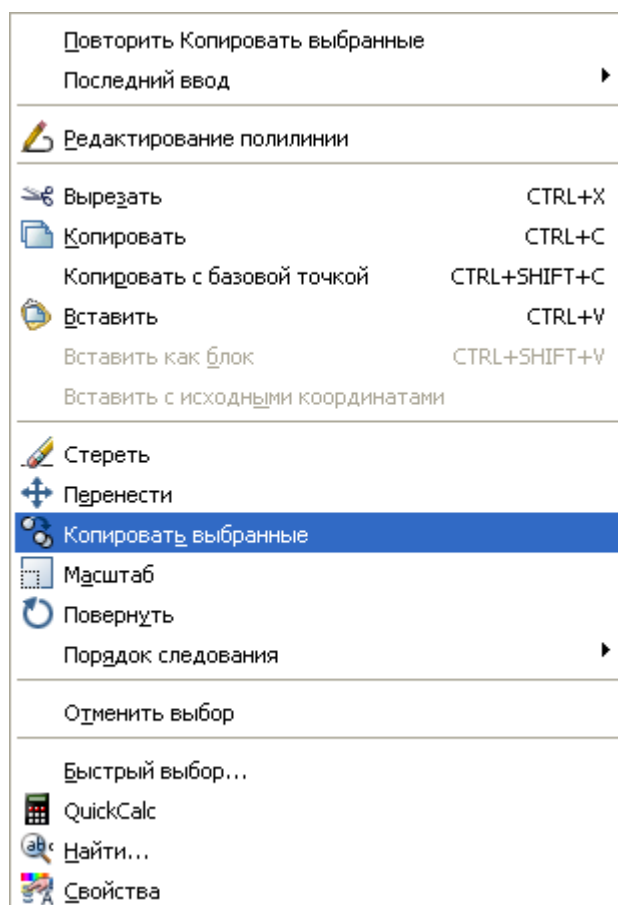 Повторить Копировать выбранные
Последний ввод
Редактирование полилинии
Вырезать CTRL+X
Копировать CTRL+C
Копировать с базовой точкой CTRL+SHIFT+C
Вставить CTRL+V
Вставить как блок CTRL+SHIFT+V
Вставить с исходными координатами
Стереть
Перенести
Копировать выбранные
Масштаб
Повернуть
Порядок следования
Отменить выбор
Быстрый выбор...
QuickCalc
Найти...
Свойства